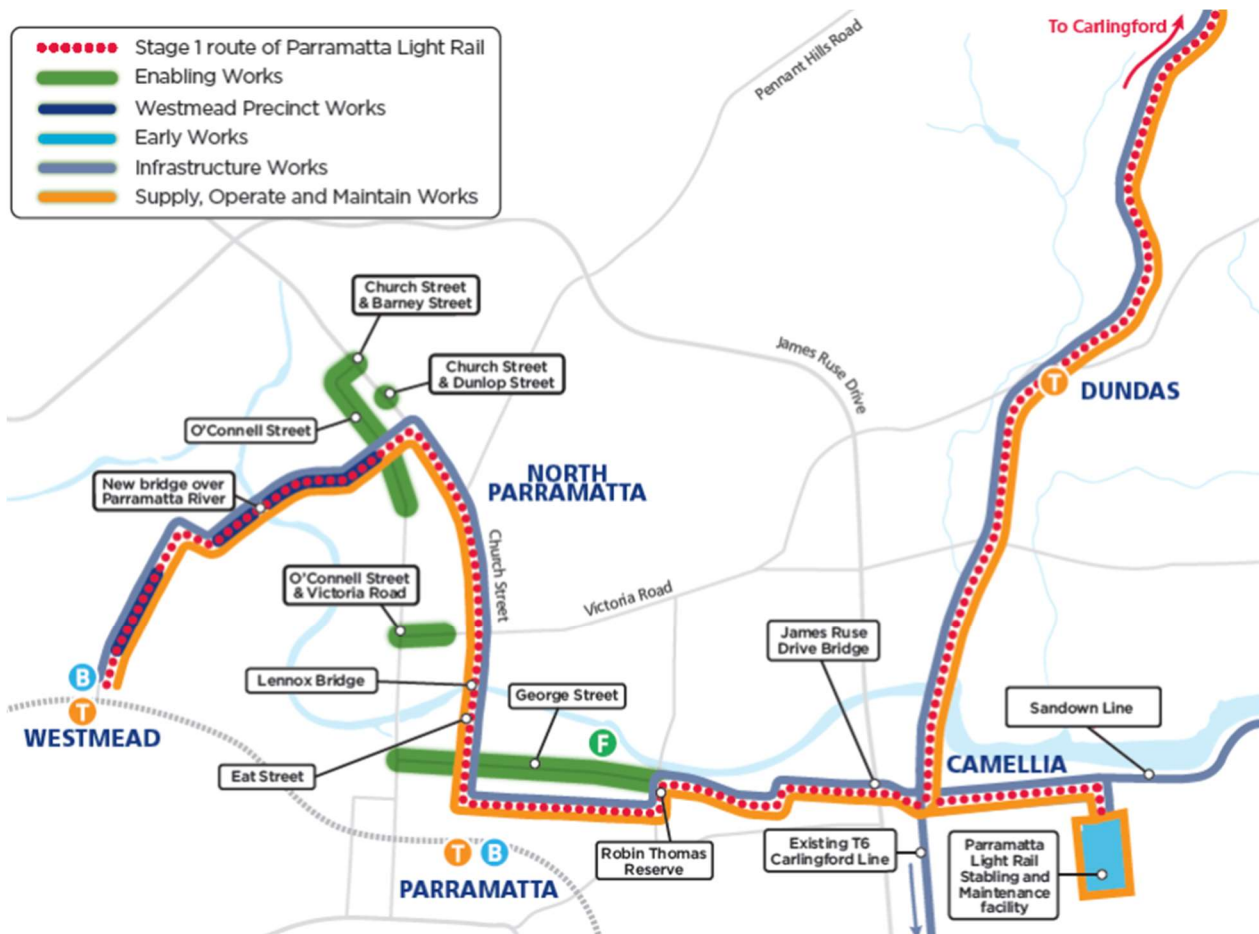 To Carlingford
Stage 1 route of Parramatta Light Rail
Enabling Works
Westmead Precinct Works
Early Works
Infrastructure Works
Supply, Operate and Maintain Works
Pennant Hills Road
Church Street
& Barney Street
Church Street
& Dunlop Street
James Ruse Drive
T
DUNDAS
O'Connell Street
NORTH
PARRAMATTA
New bridge over
Parramatta River
Church Street
O'Connell Street
& Victoria Road
Victoria Road
James Ruse
Drive Bridge
B
T
WESTMEAD
Lennox Bridge
George Street
Sandown Line
F
Eat Street
CAMELLIA
T B
PARRAMATTA
Robin Thomas
Reserve
Existing T6
Carlingford Line
Parramatta
Light Rail
Stabling and
Maintenance
facility